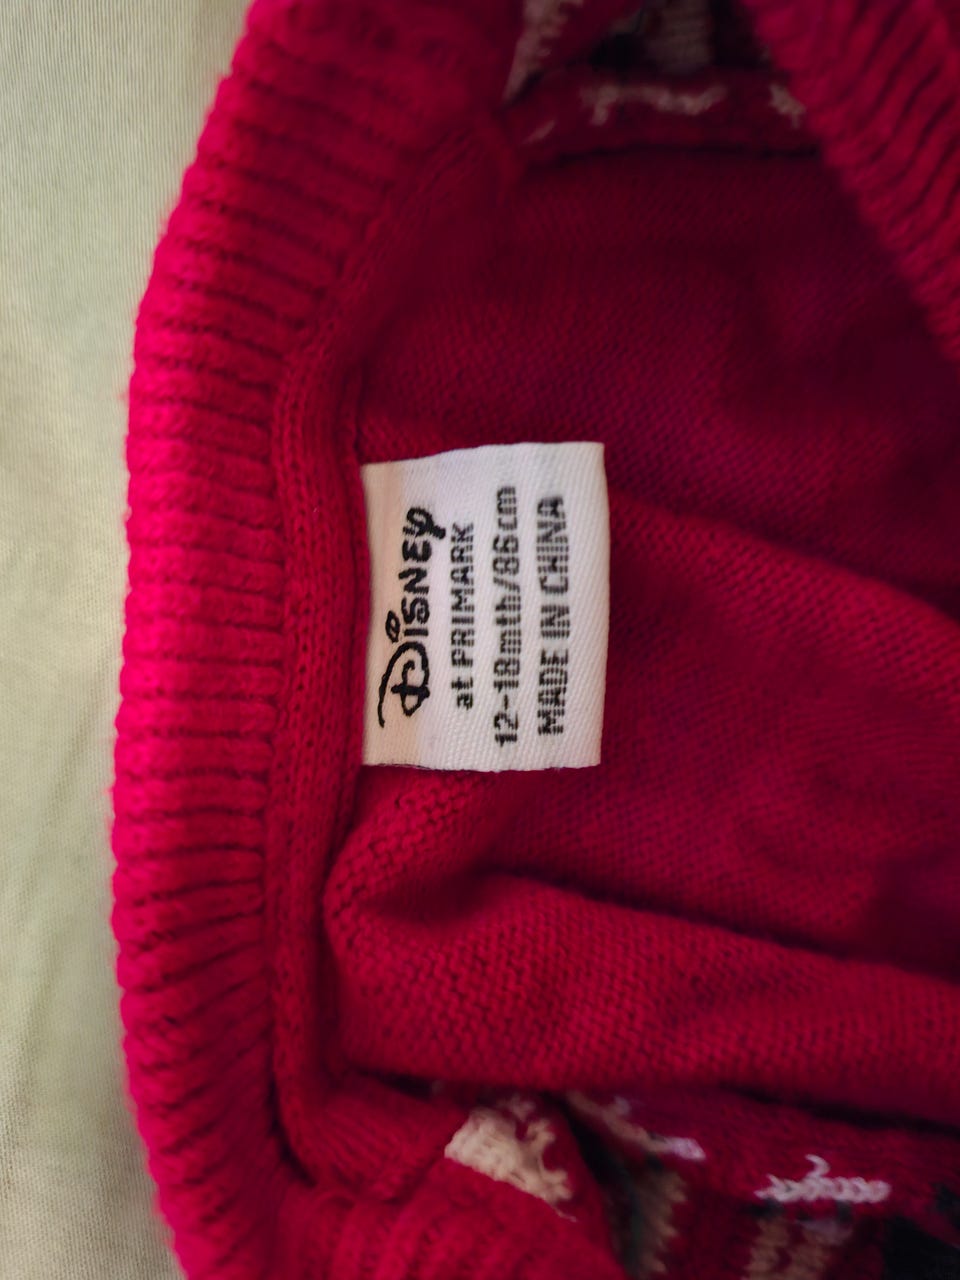 Disney
at PRIMARK
12-18mth/86cm
MADE IN CHINA